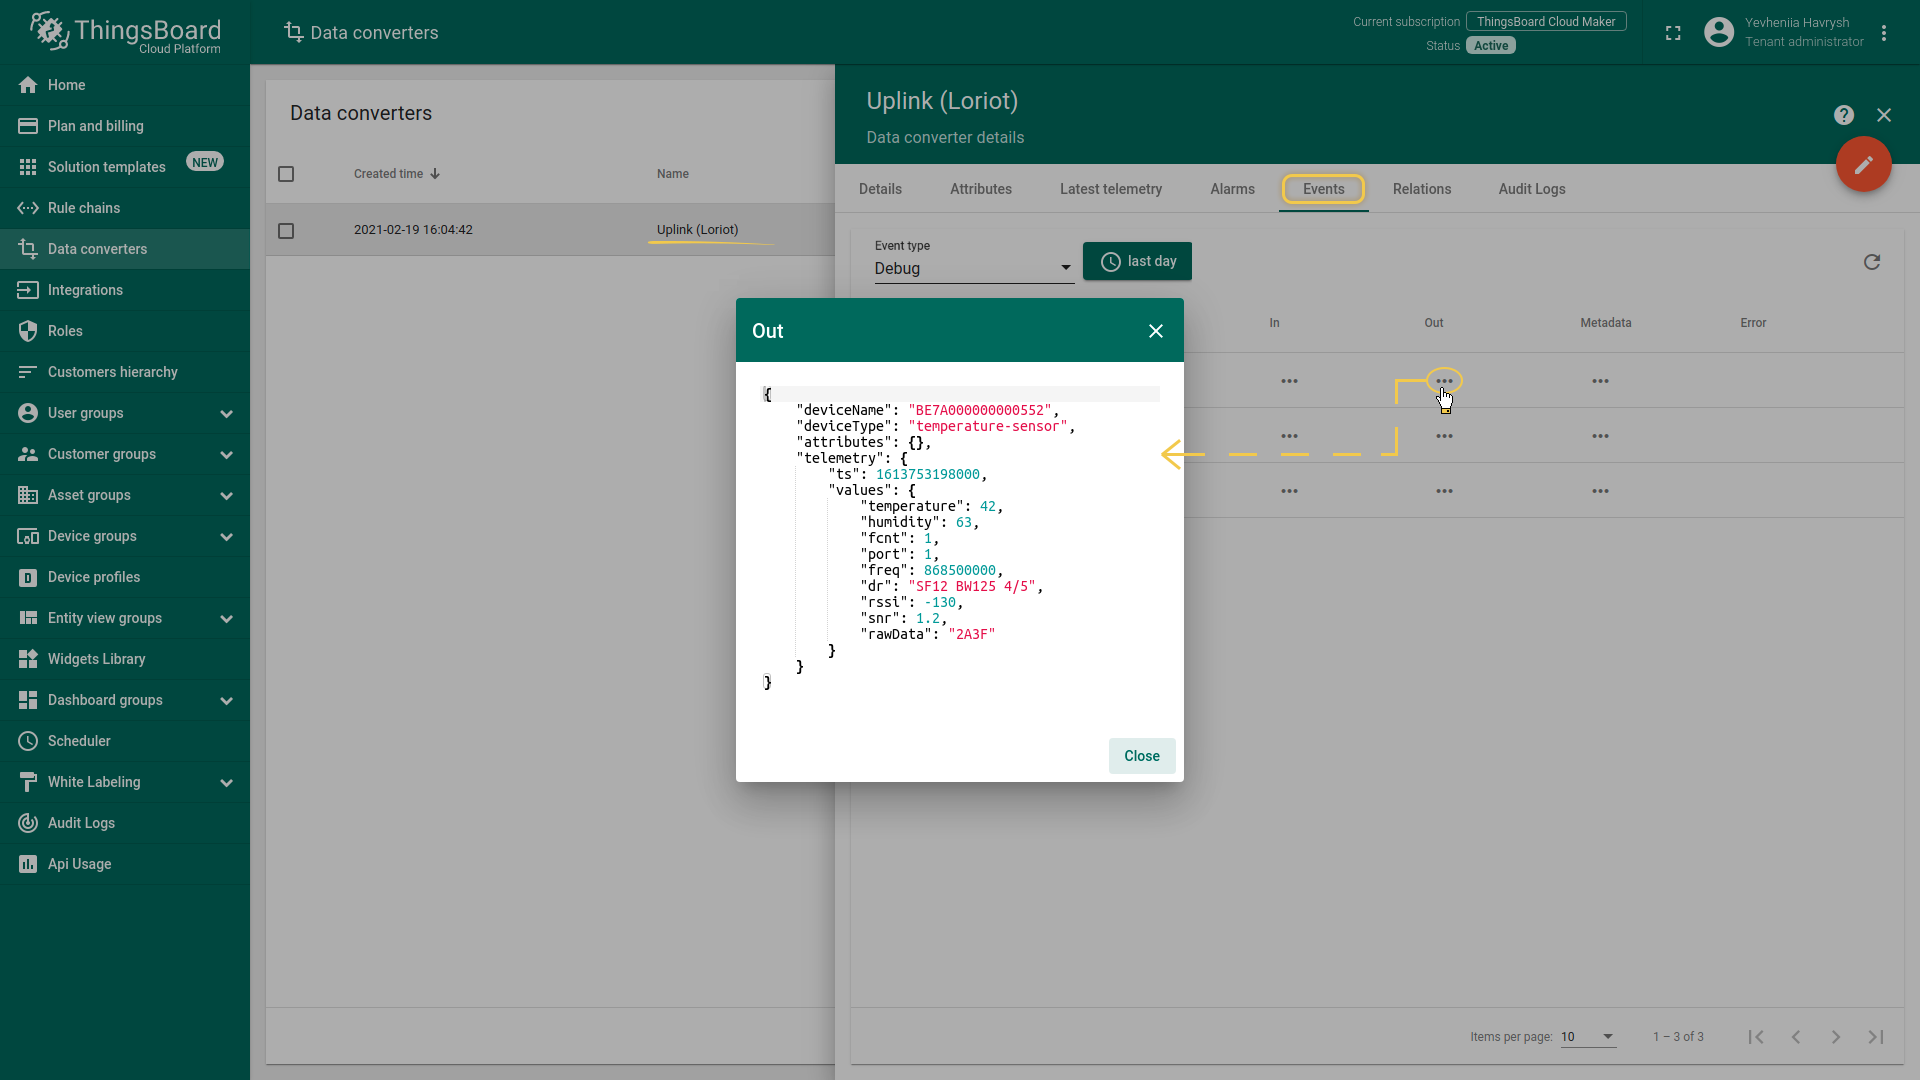 ThingsBoard
Cloud Platform
Data converters
Current subscription ThingsBoard Cloud Maker
Status Active
Yevheniia Havrysh
Tenant administrator
Home
Plan and billing
Solution templates NEW
Rule chains
Data converters
Integrations
Roles
Customers hierarchy
User groups
Customer groups
Asset groups
Device groups
Device profiles
Entity view groups
Widgets Library
Dashboard groups
Scheduler
White Labeling
Audit Logs
Api Usage
Data converters
Created time Name
2021-02-19 16:04:42 Uplink (Loriot)
Uplink (Loriot)
Data converter details
Details Attributes Latest telemetry Alarms Events Relations Audit Logs
Event type
Debug
last day
In Out Metadata Error
Out
{
"deviceName": "BE7A000000000552",
"deviceType": "temperature-sensor",
"attributes": {},
"telemetry": {
"ts": 1613753198000,
"values": {
"temperature": 42,
"humidity": 63,
"fcnt": 1,
"port": 1,
"freq": 868500000,
"dr": "SF12 BW125 4/5",
"rssi": -130,
"snr": 1.2,
"rawData": "2A3F"
}
}
}
Close
Items per page: 10 1 – 3 of 3